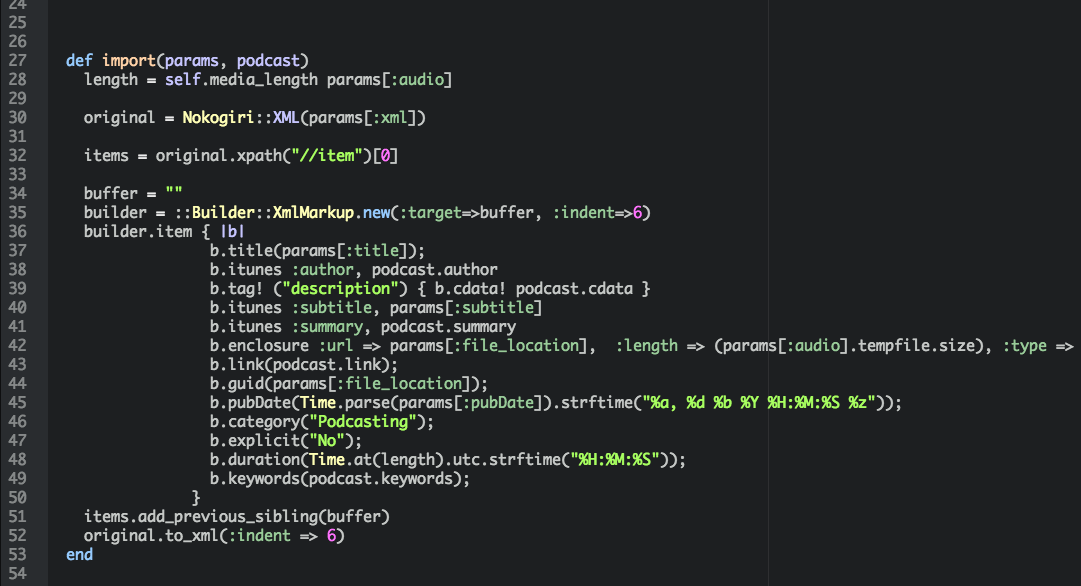 24
25
26
27 def import(params, podcast)
28 length = self.media_length params[:audio]
29
30 original = Nokogiri::XML(params[:xml])
31
32 items = original.xpath("//item")[0]
33
34 buffer = ""
35 builder = ::Builder::XmlMarkup.new(:target=>buffer, :indent=>6)
36 builder.item { |b|
37 b.title(params[:title]);
38 b.itunes :author, podcast.author
39 b.tag! ("description") { b.cdata! podcast.cdata }
40 b.itunes :subtitle, params[:subtitle]
41 b.itunes :summary, podcast.summary
42 b.enclosure :url => params[:file_location],  :length => (params[:audio].tempfile.size), :type =>
43 b.link(podcast.link);
44 b.guid(params[:file_location]);
45 b.pubDate(Time.parse(params[:pubDate]).strftime("%a, %d %b %Y %H:%M:%S %z"));
46 b.category("Podcasting");
47 b.explicit("No");
48 b.duration(Time.at(length).utc.strftime("%H:%M:%S"));
49 b.keywords(podcast.keywords);
50 }
51 items.add_previous_sibling(buffer)
52 original.to_xml(:indent => 6)
53 end
54